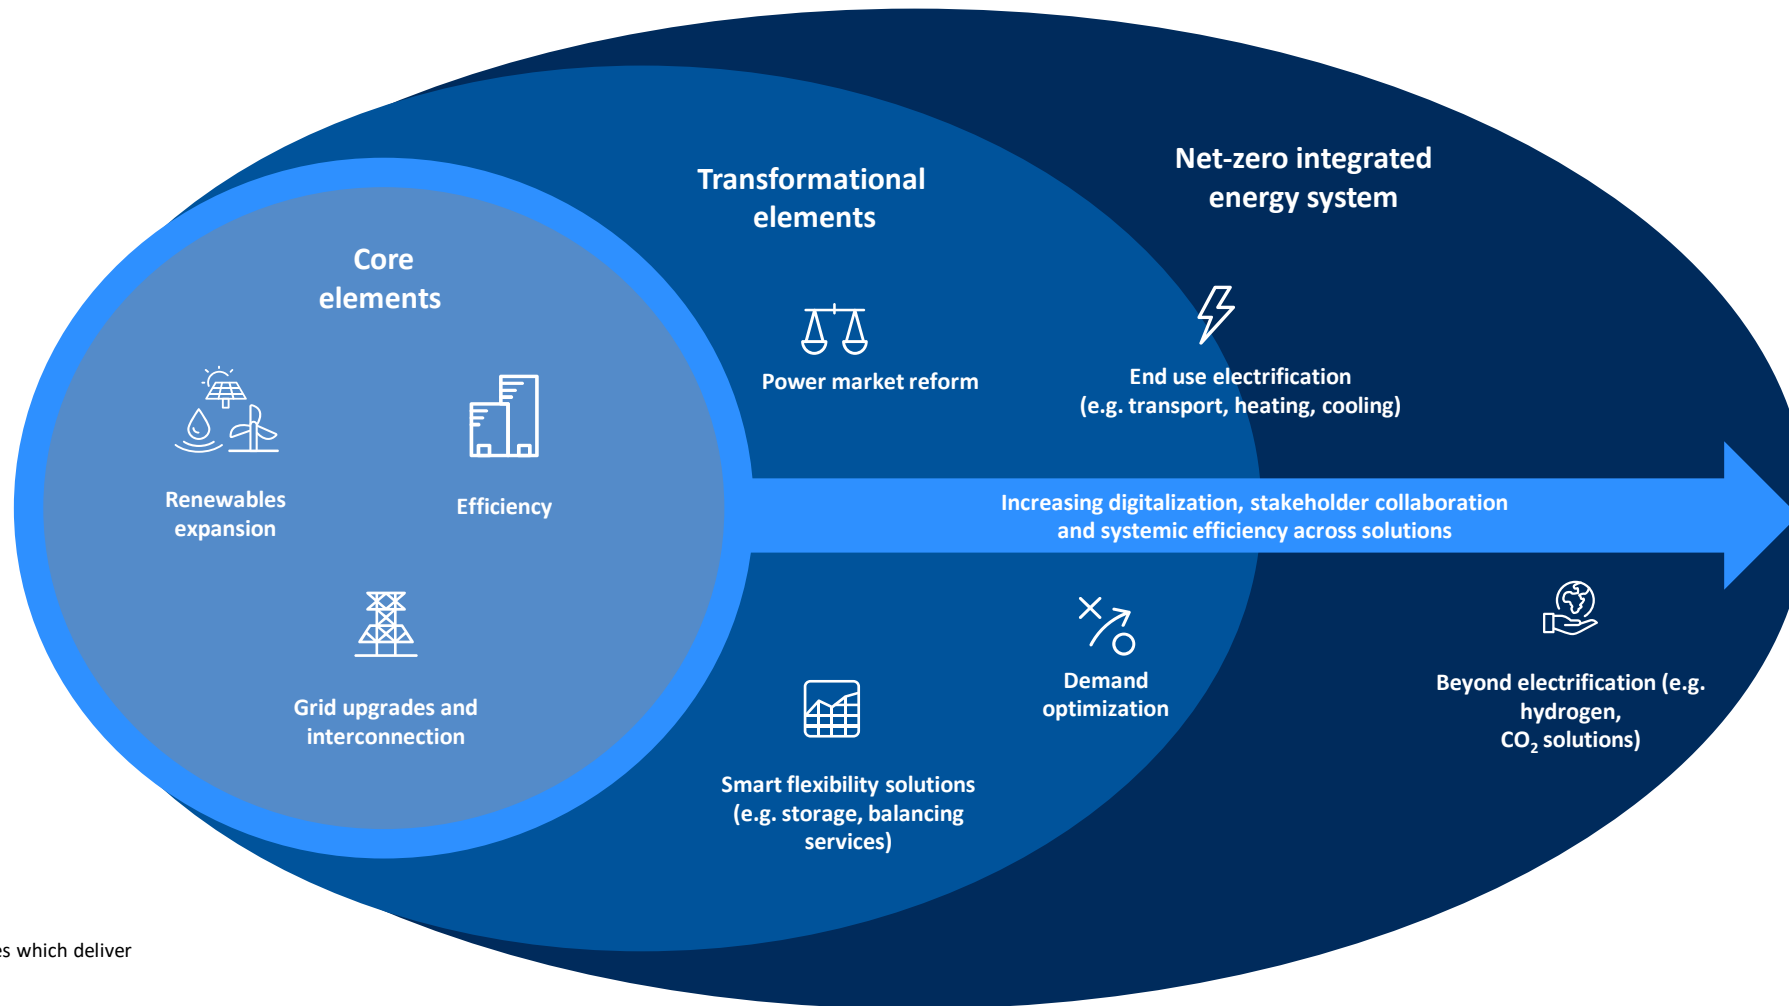 Net-zero integrated
energy system
Transformational
elements
Core
elements
Power market reform
End use electrification
(e.g. transport, heating, cooling)
Renewables
expansion
Efficiency
Increasing digitalization, stakeholder collaboration
and systemic efficiency across solutions
Grid upgrades and
interconnection
Demand
optimization
Beyond electrification (e.g.
hydrogen,
CO₂ solutions)
Smart flexibility solutions
(e.g. storage, balancing
services)
which deliver